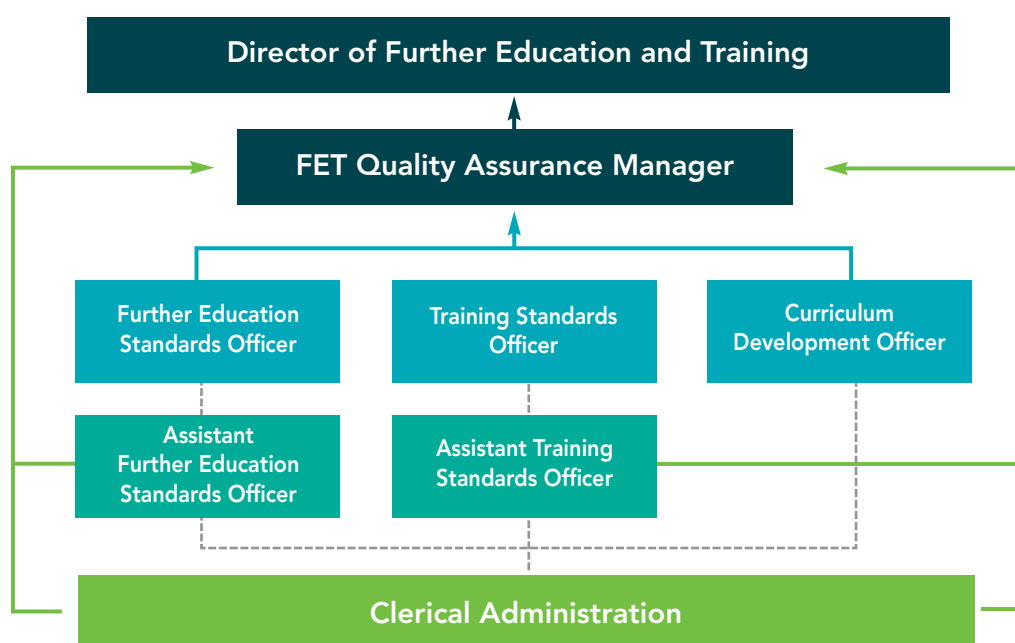 Director of Further Education and Training
FET Quality Assurance Manager
Further Education
Standards Officer
Training Standards
Officer
Curriculum
Development Officer
Assistant
Further Education
Standards Officer
Assistant Training
Standards Officer
Clerical Administration